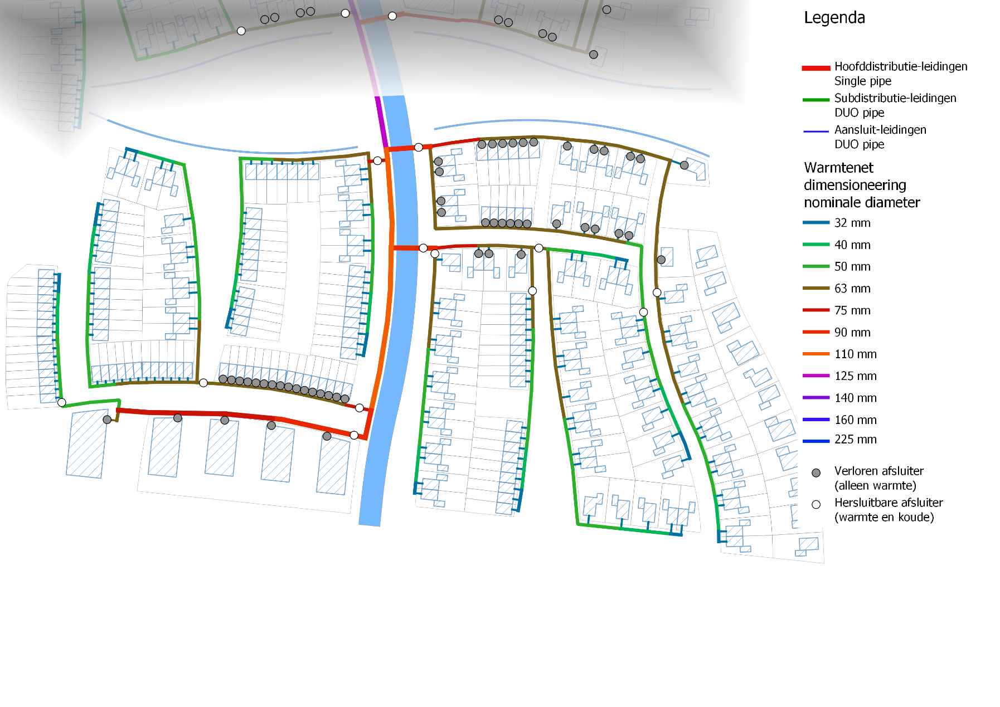 Legenda
Hoofddistributie-leidingen
Single pipe
Subdistributie-leidingen
DUO pipe
Aansluit-leidingen
DUO pipe
Warmtenet
dimensioneering
nominale diameter
32 mm
40 mm
50 mm
63 mm
75 mm
90 mm
110 mm
125 mm
140 mm
160 mm
225 mm
Verloren afsluiter
(alleen warmte)
Hersluitbare afsluiter
(warmte en koude)